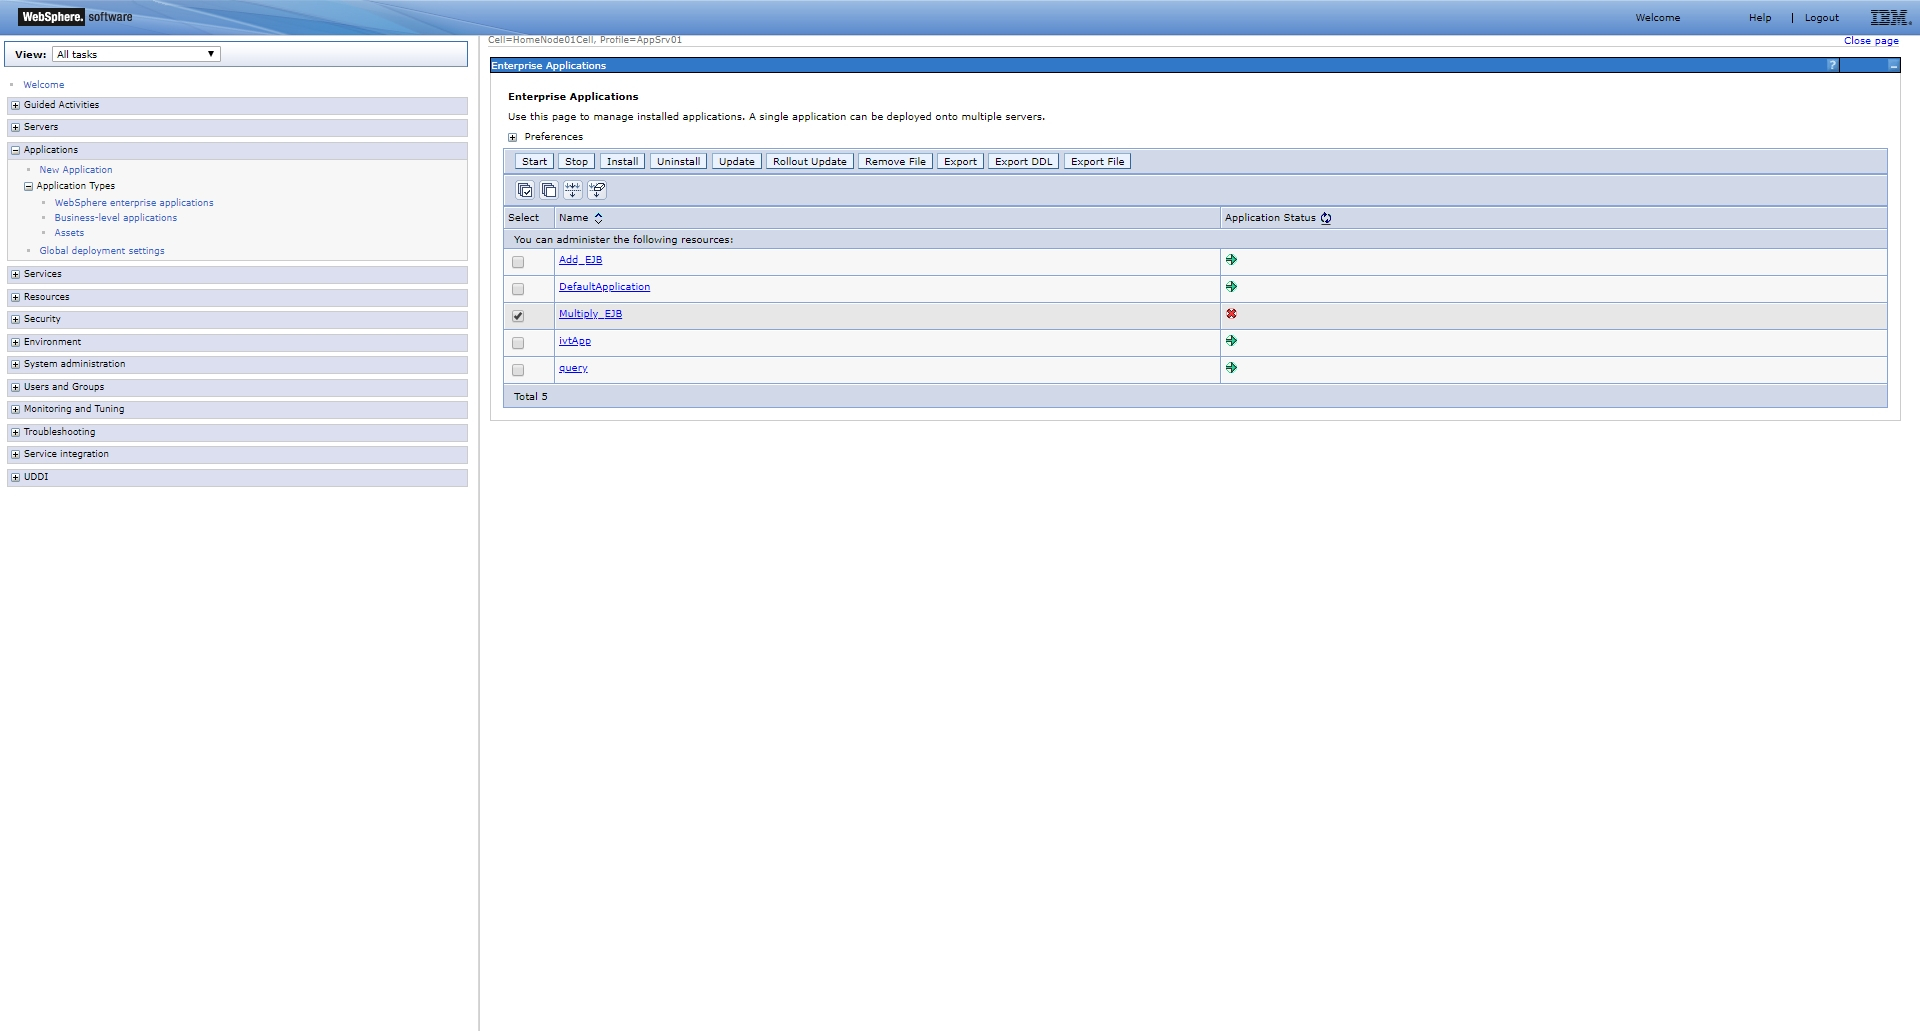 WebSphere. software
Welcome Help | Logout IBM.
View: All tasks
Cell=HomeNode01Cell, Profile=AppSrv01
Close page
Welcome
Guided Activities
Servers
Applications
New Application
Application Types
WebSphere enterprise applications
Business-level applications
Assets
Global deployment settings
Services
Resources
Security
Environment
System administration
Users and Groups
Monitoring and Tuning
Troubleshooting
Service integration
UDDI
Enterprise Applications ? _
Enterprise Applications
Use this page to manage installed applications. A single application can be deployed onto multiple servers.
Preferences
Start Stop Install Uninstall Update Rollout Update Remove File Export Export DDL Export File
Select Name Application Status
You can administer the following resources:
Add_EJB
DefaultApplication
Multiply_EJB
ivtApp
query
Total 5